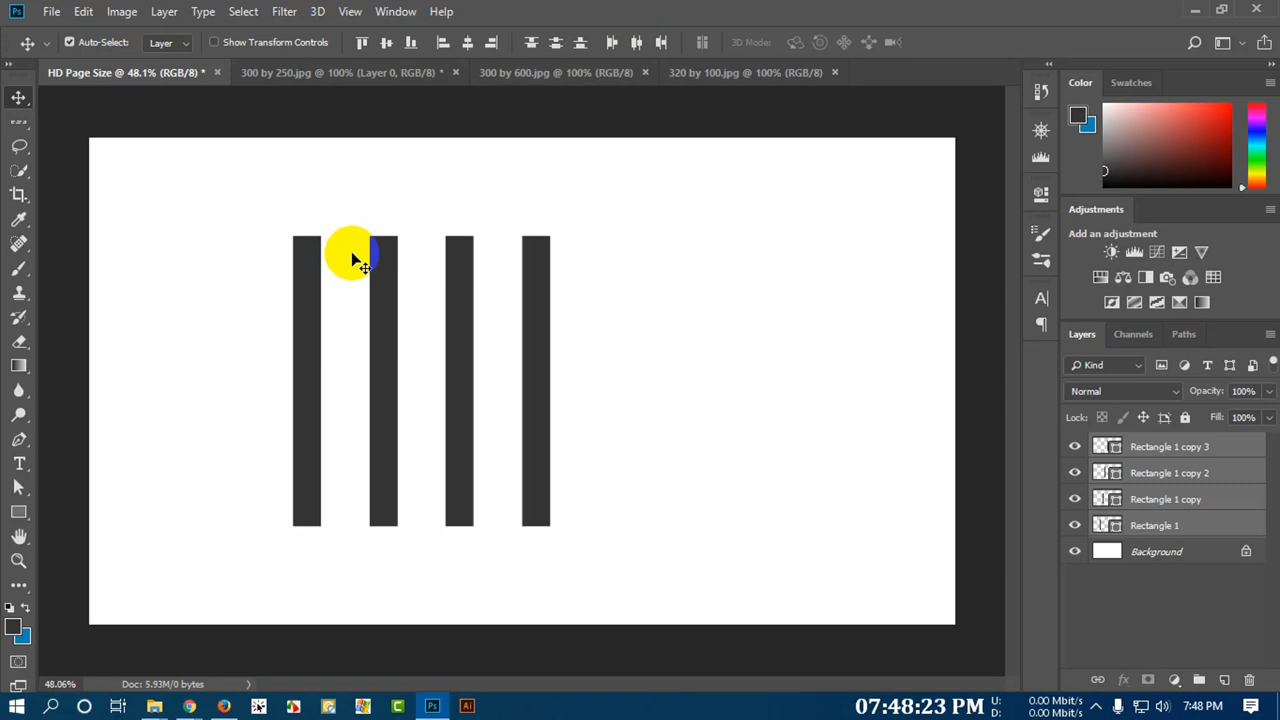 Ps File Edit Image Layer Type Select Filter 3D View Window Help
Auto-Select: Layer Show Transform Controls 3D Mode:
HD Page Size @ 48.1% (RGB/8) * × 300 by 250.jpg @ 100% (Layer 0, RGB/8) * × 300 by 600.jpg @ 100% (RGB/8) × 320 by 100.jpg @ 100% (RGB/8) ×
Color Swatches
Adjustments
Add an adjustment
Layers Channels Paths
Kind
Normal Opacity: 100%
Lock: Fill: 100%
Rectangle 1 copy 3
Rectangle 1 copy 2
Rectangle 1 copy
Rectangle 1
Background
48.06% Doc: 5.93M/0 bytes
Ps Ai 07:48:23 PM U: 0.00 Mbit/s 7:48 PM
D: 0.00 Mbit/s